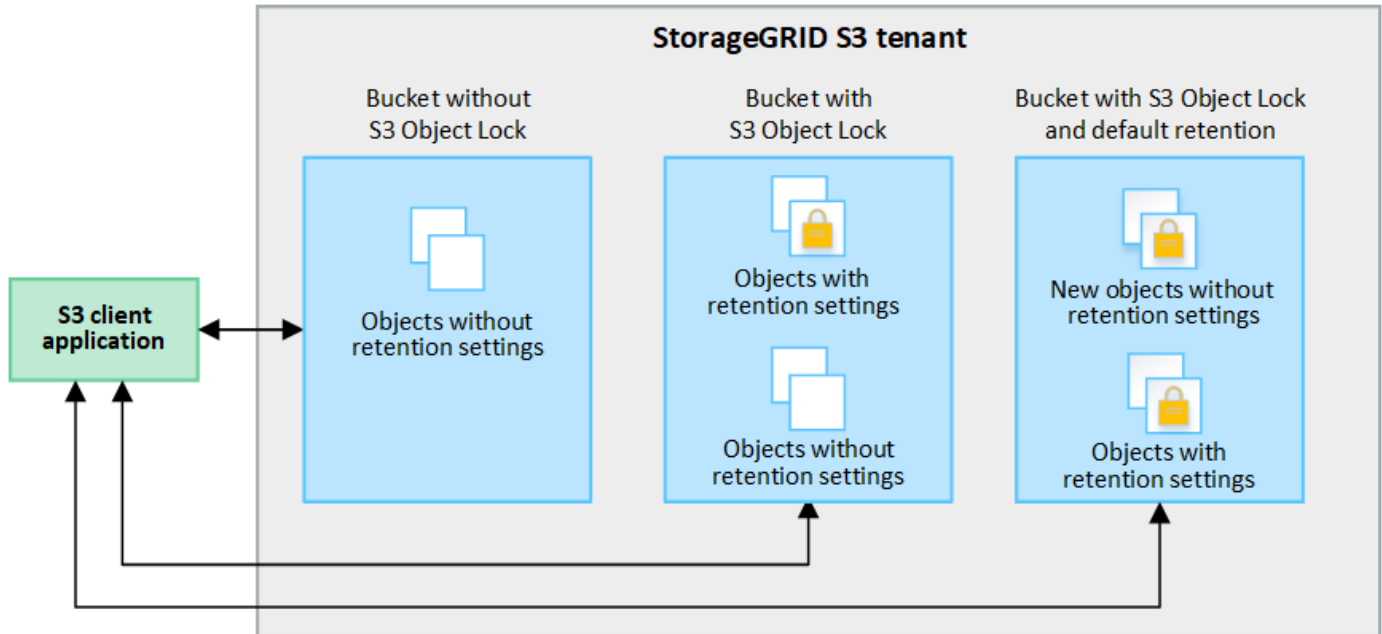 StorageGRID S3 tenant
Bucket without
S3 Object Lock
Bucket with
S3 Object Lock
Bucket with S3 Object Lock
and default retention
S3 client
application
Objects without
retention settings
Objects with
retention settings
Objects without
retention settings
New objects without
retention settings
Objects with
retention settings